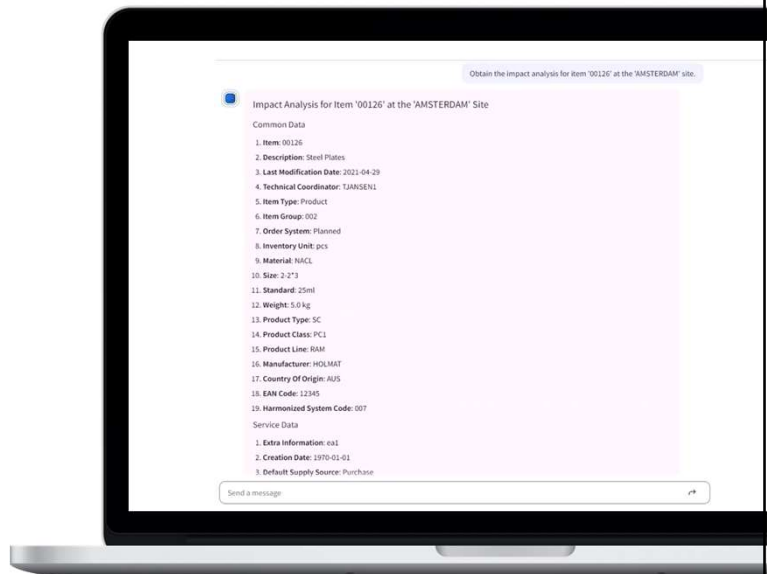 Obtain the impact analysis for item '00126' at the 'AMSTERDAM' site.
Impact Analysis for Item '00126' at the 'AMSTERDAM' Site
Common Data
1. Item: 00126
2. Description: Steel Plates
3. Last Modification Date: 2021-04-29
4. Technical Coordinator: TJANSEN1
5. Item Type: Product
6. Item Group: 002
7. Order System: Planned
8. Inventory Unit: pcs
9. Material: NACL
10. Size: 2-2*3
11. Standard: 25ml
12. Weight: 5.0 kg
13. Product Type: SC
14. Product Class: PC1
15. Product Line: RAM
16. Manufacturer: HOLMAT
17. Country Of Origin: AUS
18. EAN Code: 12345
19. Harmonized System Code: 007
Service Data
1. Extra Information: ea1
2. Creation Date: 1970-01-01
3. Default Supply Source: Purchase
Send a message